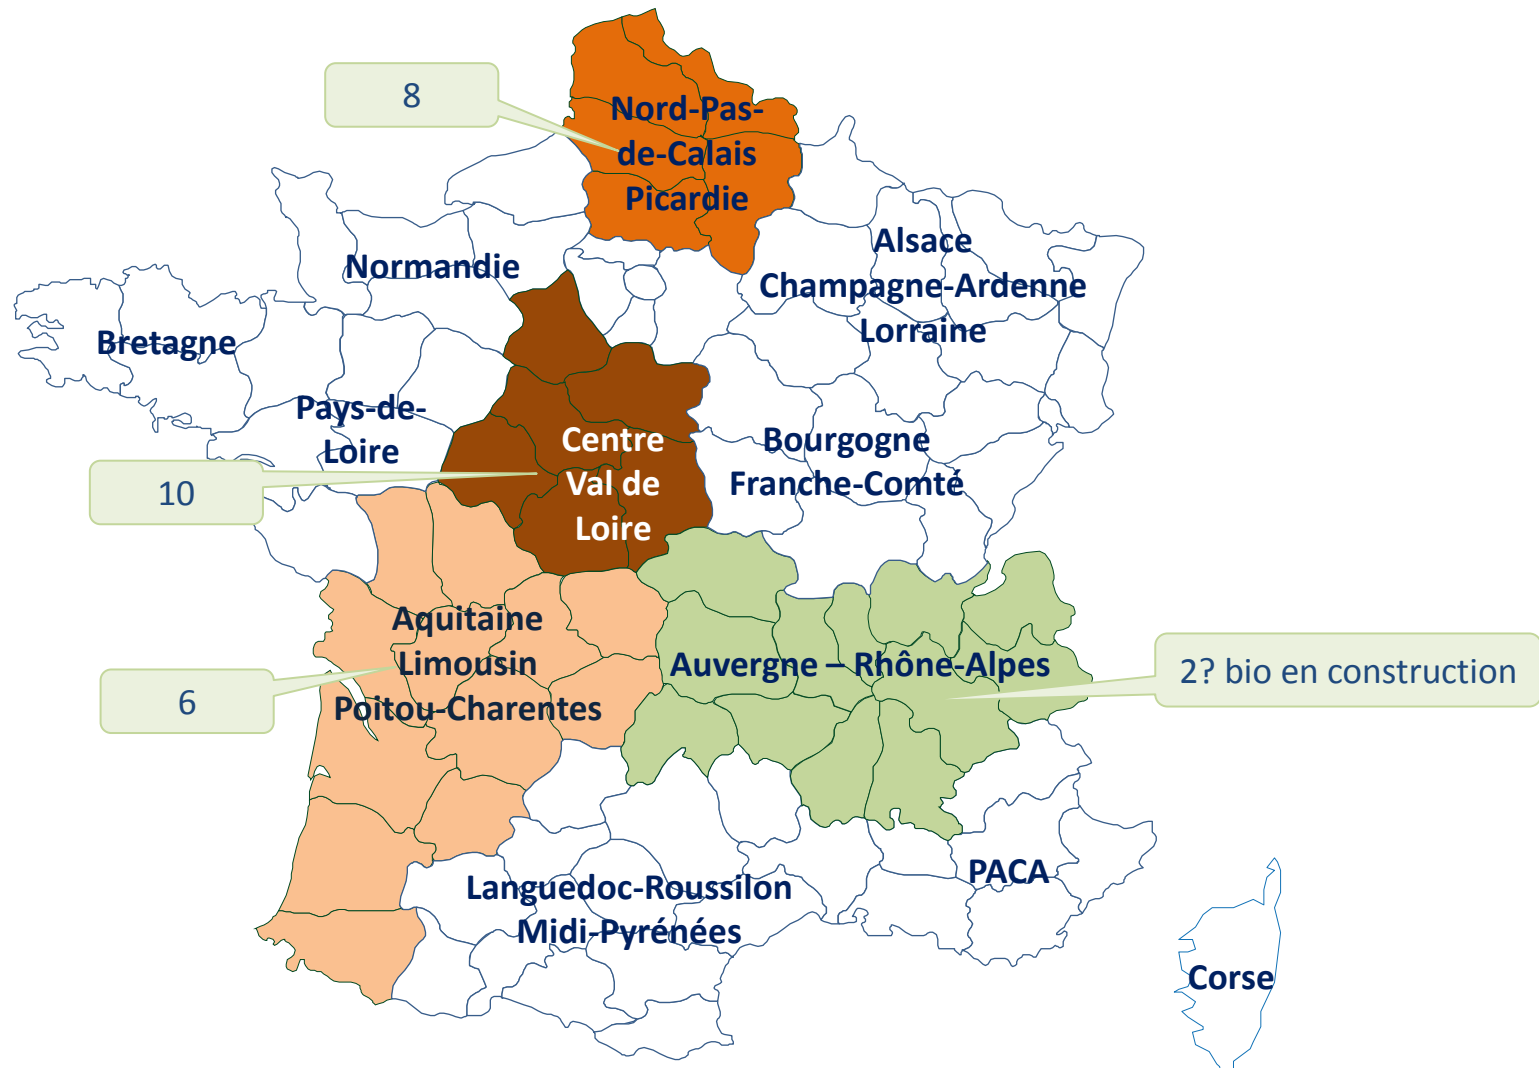 8
Nord-Pas-
de-Calais
Picardie
Alsace
Champagne-Ardenne
Lorraine
Normandie
Bretagne
Pays-de-
Loire
Centre
Val de
Loire
Bourgogne
Franche-Comté
10
Aquitaine
Limousin
Poitou-Charentes
6
Auvergne – Rhône-Alpes
2? bio en construction
Languedoc-Roussilon
Midi-Pyrénées
PACA
Corse